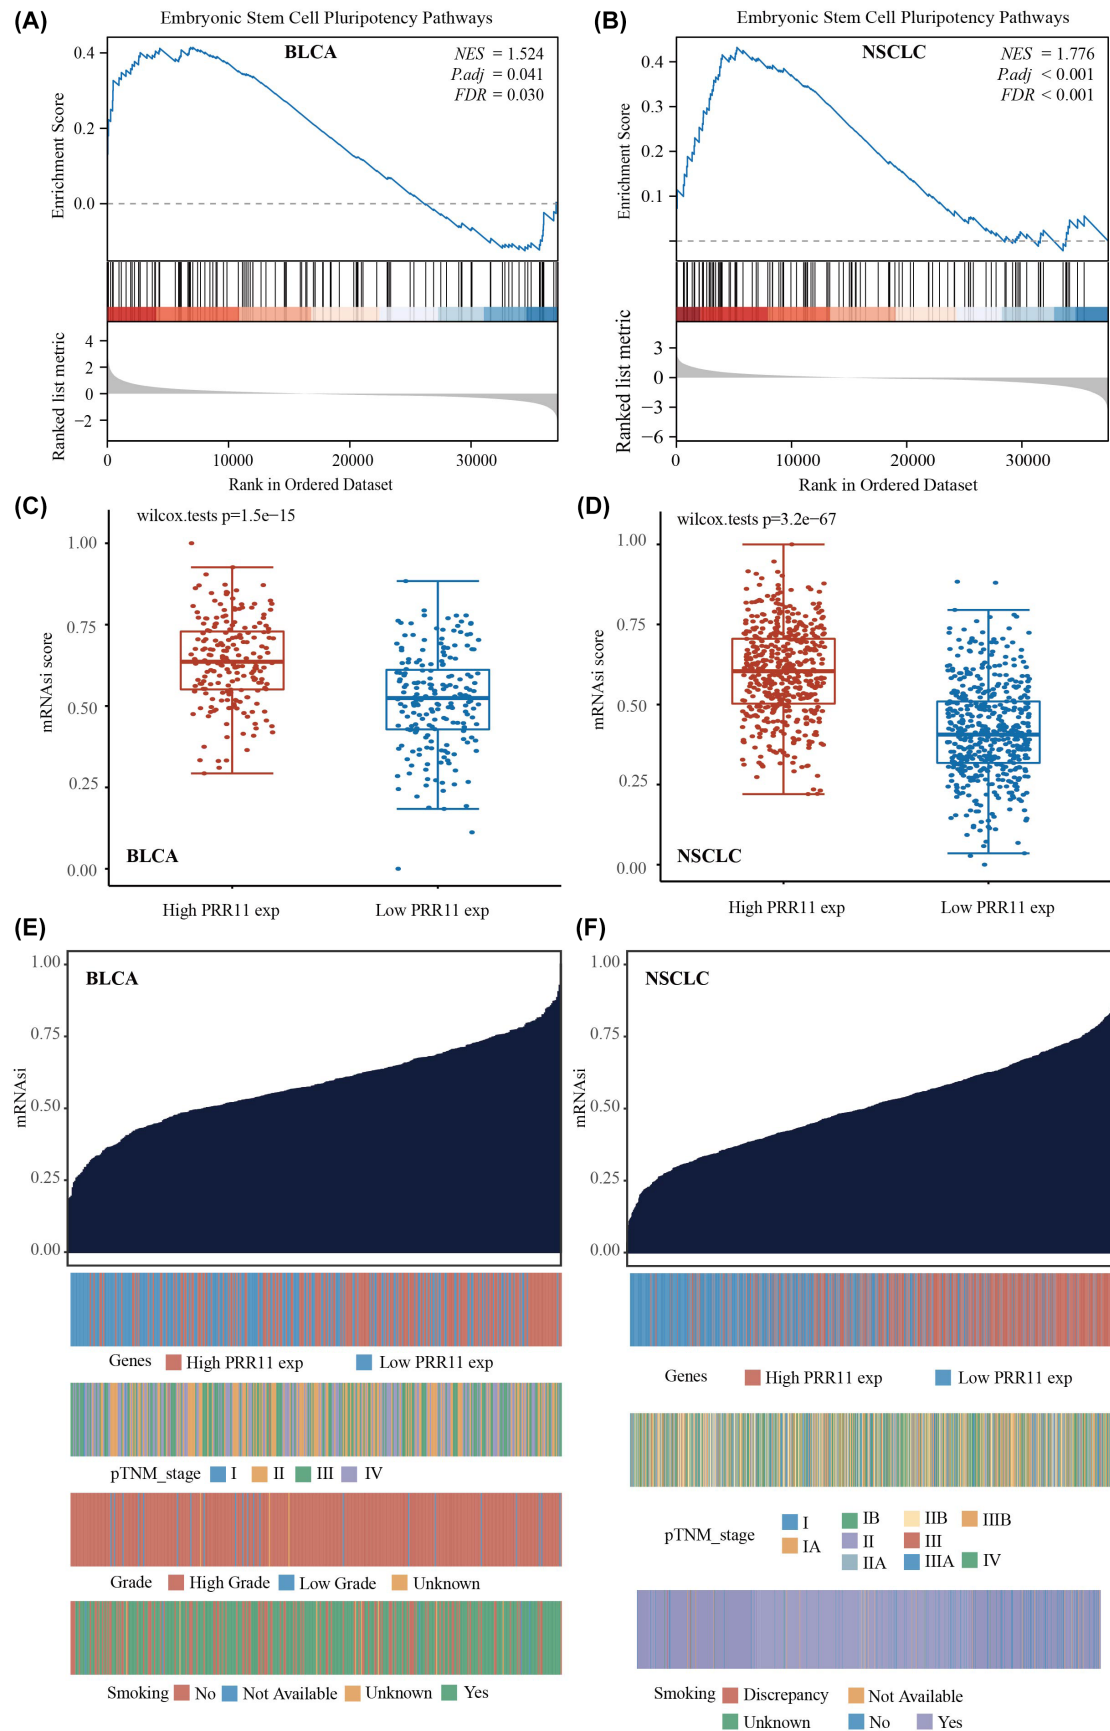 (A)
Embryonic Stem Cell Pluripotency Pathways
BLCA
NES = 1.524
P.adj = 0.041
FDR = 0.030
Enrichment Score
0.4
0.2
0.0
Ranked list metric
4
2
0
−2
0 10000 20000 30000
Rank in Ordered Dataset
(B)
Embryonic Stem Cell Pluripotency Pathways
NSCLC
NES = 1.776
P.adj < 0.001
FDR < 0.001
Enrichment Score
0.4
0.3
0.2
0.1
Ranked list metric
3
0
−3
−6
0 10000 20000 30000
Rank in Ordered Dataset
(C)
wilcox.tests p=1.5e−15
mRNAsi score
1.00
0.75
0.50
0.25
0.00
BLCA
High PRR11 exp Low PRR11 exp
(D)
wilcox.tests p=3.2e−67
mRNAsi score
1.00
0.75
0.50
0.25
0.00
NSCLC
High PRR11 exp Low PRR11 exp
(E)
BLCA
mRNAsi
1.00
0.75
0.50
0.25
0.00
Genes High PRR11 exp Low PRR11 exp
pTNM_stage I II III IV
Grade High Grade Low Grade Unknown
Smoking No Not Available Unknown Yes
(F)
NSCLC
mRNAsi
1.00
0.75
0.50
0.25
0.00
Genes High PRR11 exp Low PRR11 exp
pTNM_stage
I IB IIB IIIB
IA II III
IIA IIIA IV
Smoking Discrepancy Not Available
Unknown No Yes